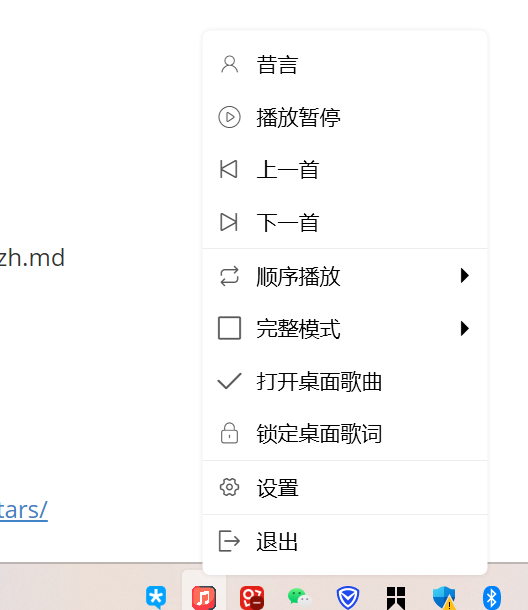 昔言
播放暂停
上一首
下一首
zh.md
顺序播放
完整模式
打开桌面歌曲
锁定桌面歌词
设置
tars/
退出